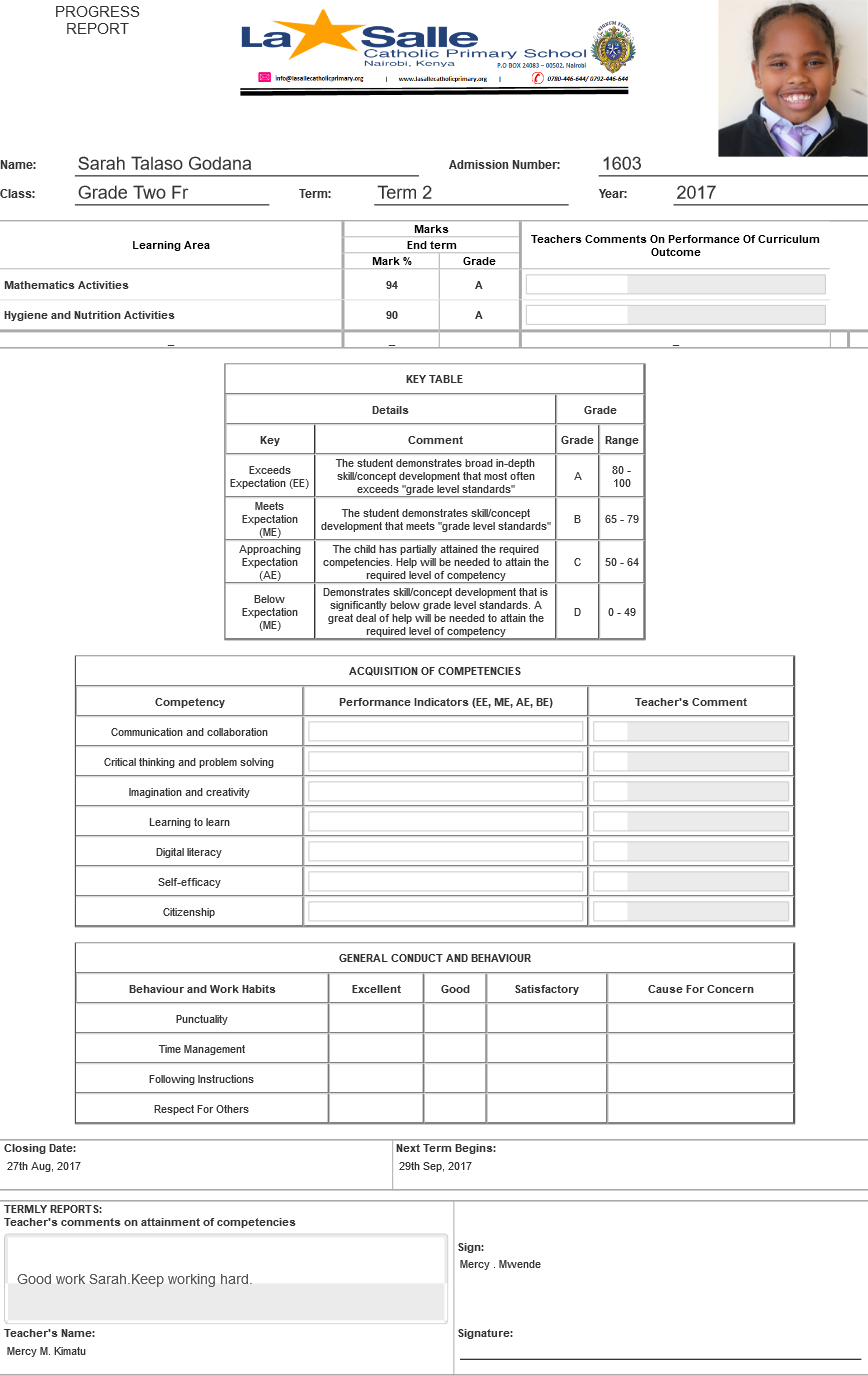 PROGRESS
REPORT
La Salle
Catholic Primary School
Nairobi, Kenya
P.O BOX 24083 – 00502, Nairobi
info@lasallecatholicprimary.org | www.lasallecatholicprimary.org | 0780-446-644/ 0792-446-644
Name: Sarah Talaso Godana Admission Number: 1603
Class: Grade Two Fr Term: Term 2 Year: 2017
Learning Area Marks Teachers Comments On Performance Of Curriculum Outcome
End term
Mark % Grade
Mathematics Activities 94 A
Hygiene and Nutrition Activities 90 A
_ _ _
KEY TABLE
Details Grade
Key Comment Grade Range
Exceeds Expectation (EE) The student demonstrates broad in-depth skill/concept development that most often exceeds "grade level standards" A 80 - 100
Meets Expectation (ME) The student demonstrates skill/concept development that meets "grade level standards" B 65 - 79
Approaching Expectation (AE) The child has partially attained the required competencies. Help will be needed to attain the required level of competency C 50 - 64
Below Expectation (ME) Demonstrates skill/concept development that is significantly below grade level standards. A great deal of help will be needed to attain the required level of competency D 0 - 49
ACQUISITION OF COMPETENCIES
Competency Performance Indicators (EE, ME, AE, BE) Teacher's Comment
Communication and collaboration
Critical thinking and problem solving
Imagination and creativity
Learning to learn
Digital literacy
Self-efficacy
Citizenship
GENERAL CONDUCT AND BEHAVIOUR
Behaviour and Work Habits Excellent Good Satisfactory Cause For Concern
Punctuality
Time Management
Following Instructions
Respect For Others
Closing Date: Next Term Begins:
27th Aug, 2017 29th Sep, 2017
TERMLY REPORTS:
Teacher's comments on attainment of competencies
Good work Sarah.Keep working hard.
Sign:
Mercy . Mwende
Teacher's Name: Signature:
Mercy M. Kimatu